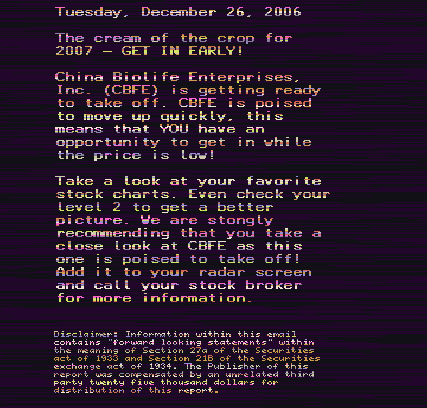 Tuesday, December 26, 2006
The cream of the crop for
2007 – GET IN EARLY!
China Biolife Enterprises,
Inc. (CBFE) is getting ready
to take off. CBFE is poised
to move up quickly, this
means that YOU have an
opportunity to get in while
the price is low!
Take a look at your favorite
stock charts. Even check your
level 2 to get a better
picture. We are stongly
recommending that you take a
close look at CBFE as this
one is poised to take off!
Add it to your radar screen
and call your stock broker
for more information.
Disclaimer: Information within this email
contains "forward looking statements" within
the meaning of Section 27a of the Securities
act of 1933 and Section 21B of the Securities
exchange act of 1934. The Publisher of this
report was compensated by an unrelated third
party twenty five thousand dollars for
distribution of this report.